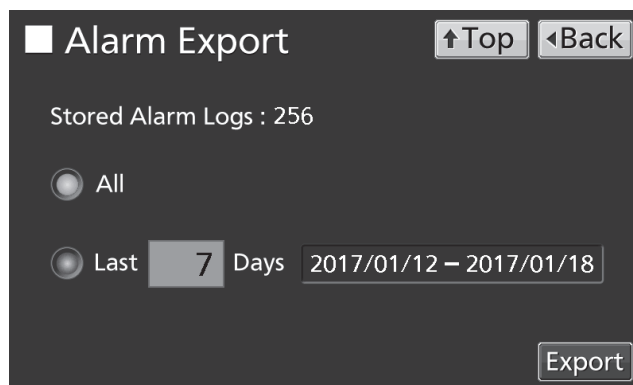 Alarm Export ↑Top ◂Back
Stored Alarm Logs : 256
All
Last 7 Days 2017/01/12 – 2017/01/18
Export